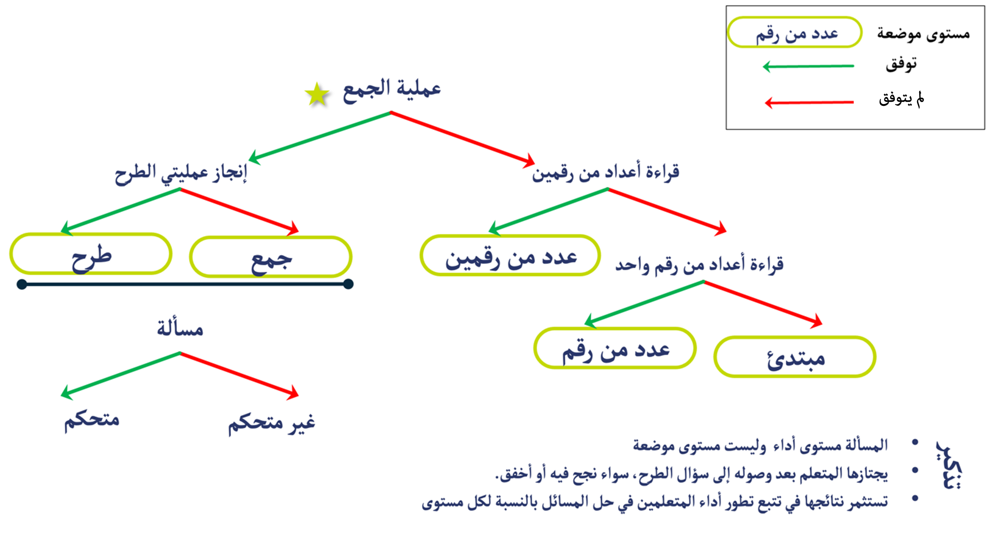 مستوى موضعة
عدد من رقم
توفق
لم يتوفق
عملية الجمع
قراءة أعداد من رقمين
إنجاز عمليتي الطرح
عدد من رقمين
جمع
طرح
قراءة أعداد من رقم واحد
مسألة
مبتدئ
عدد من رقم
غير متحكم
متحكم
تذكير
• المسألة مستوى أداء وليست مستوى موضعة
• يجتازها المتعلم بعد وصوله إلى سؤال الطرح، سواء نجح فيه أو أخفق.
• تستثمر نتائجها في تتبع تطور أداء المتعلمين في حل المسائل بالنسبة لكل مستوى